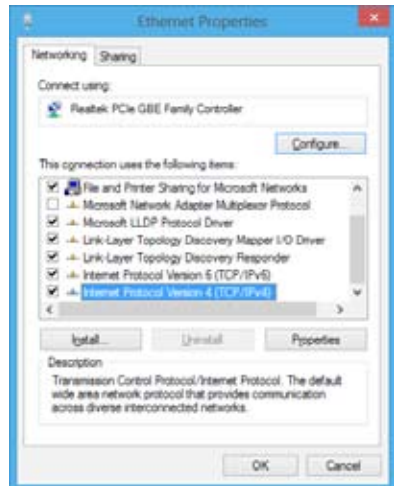 Ethernet Properties
Networking Sharing
Connect using:
Realtek PCIe GBE Family Controller
Configure...
This connection uses the following items:
File and Printer Sharing for Microsoft Networks
Microsoft Network Adapter Multiplexor Protocol
Microsoft LLDP Protocol Driver
Link-Layer Topology Discovery Mapper I/O Driver
Link-Layer Topology Discovery Responder
Internet Protocol Version 6 (TCP/IPv6)
Internet Protocol Version 4 (TCP/IPv4)
Install... Uninstall Properties
Description
Transmission Control Protocol/Internet Protocol. The default
wide area network protocol that provides communication
across diverse interconnected networks.
OK Cancel